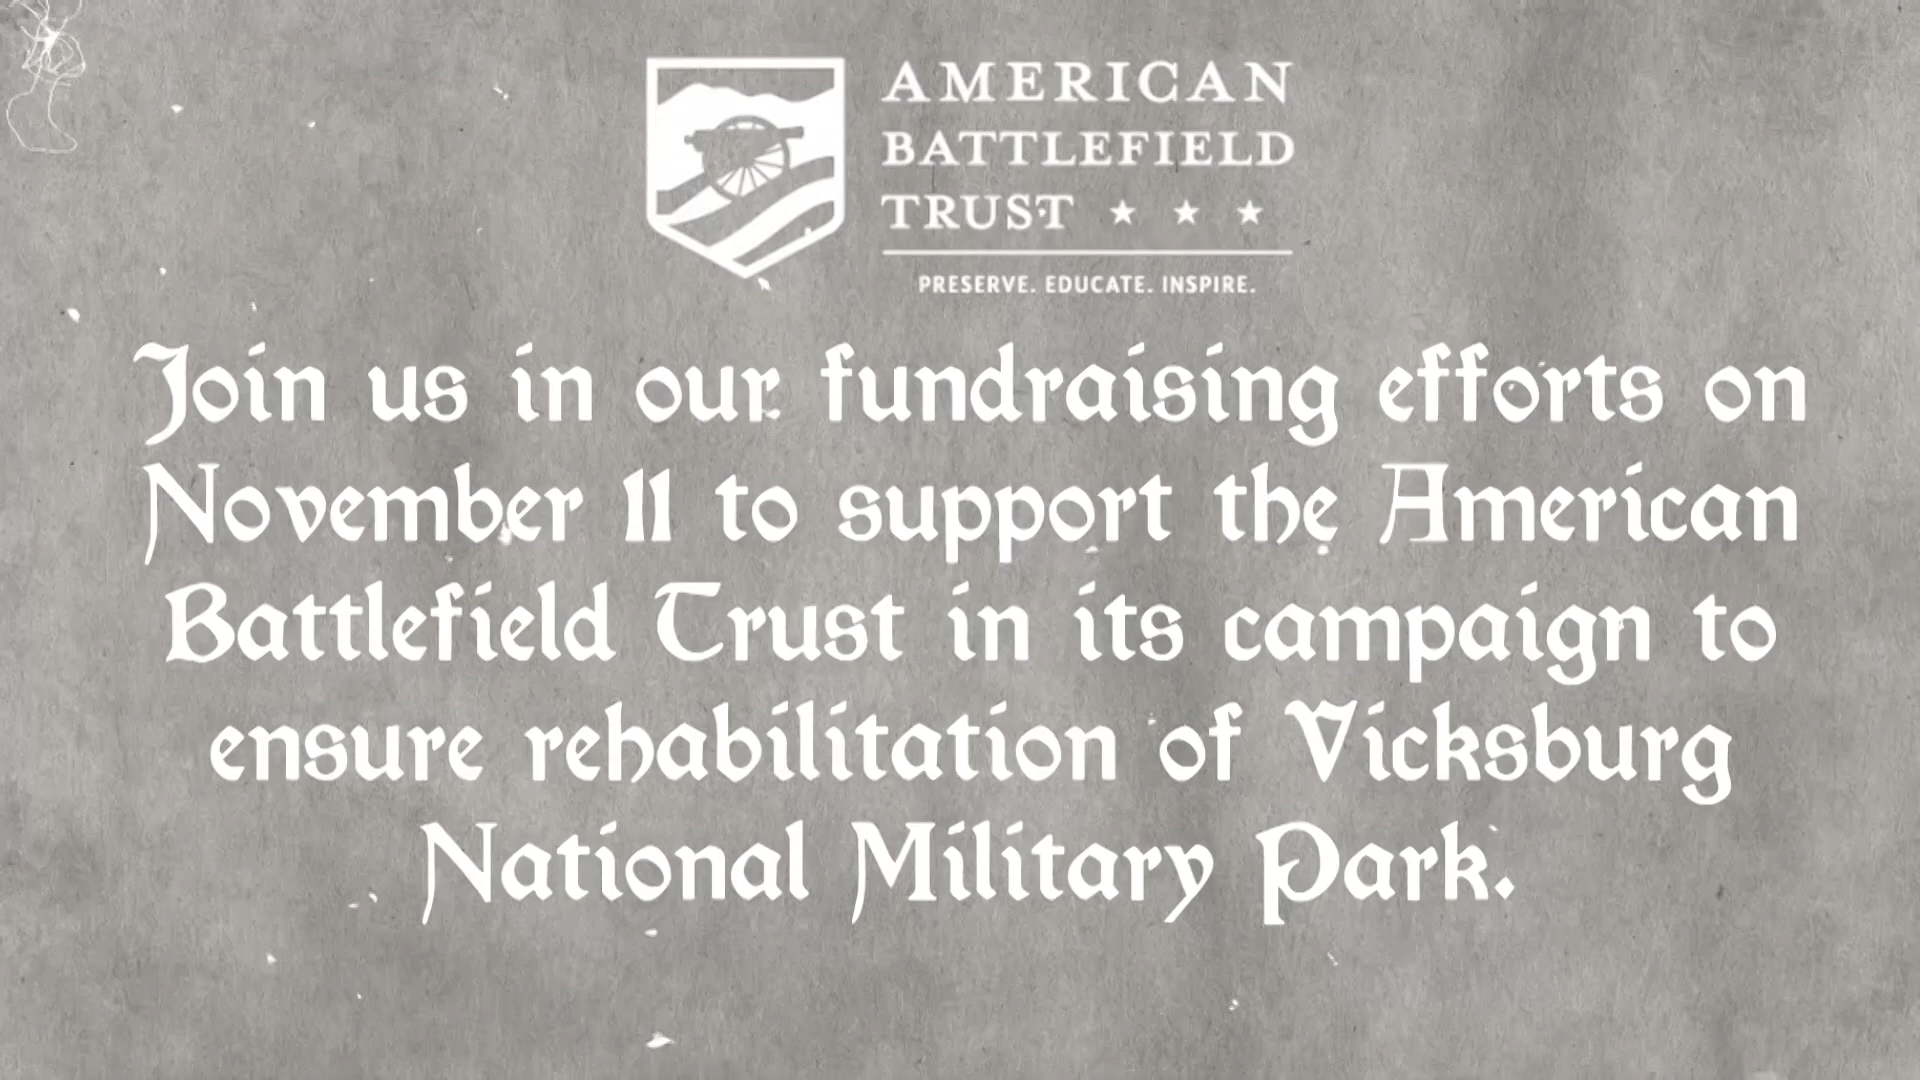 AMERICAN
BATTLEFIELD
TRUST ★ ★ ★
PRESERVE. EDUCATE. INSPIRE.
Join us in our fundraising efforts on
November 11 to support the American
Battlefield Trust in its campaign to
ensure rehabilitation of Vicksburg
National Military Park.